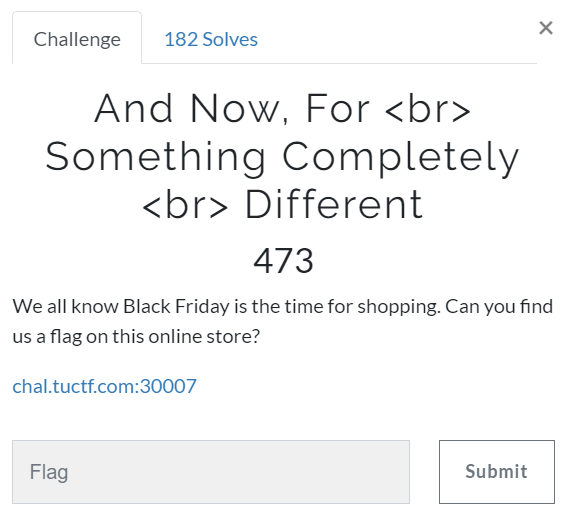 Challenge
182 Solves
×
And Now, For <br>
Something Completely
<br> Different
473
We all know Black Friday is the time for shopping. Can you find
us a flag on this online store?
chal.tuctf.com:30007
Flag
Submit